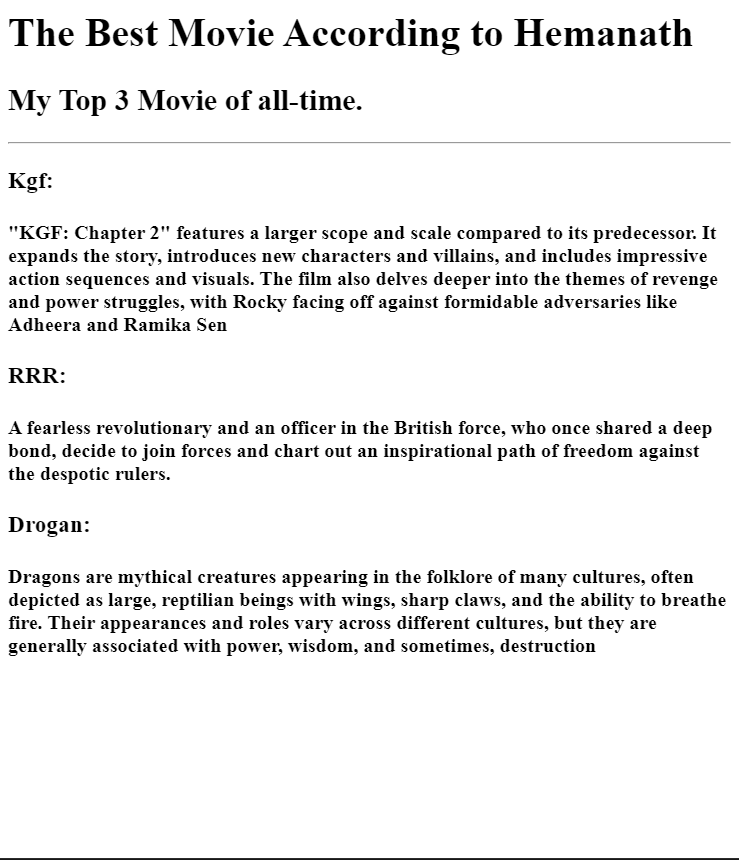 The Best Movie According to Hemanath
My Top 3 Movie of all-time.
Kgf:
"KGF: Chapter 2" features a larger scope and scale compared to its predecessor. It
expands the story, introduces new characters and villains, and includes impressive
action sequences and visuals. The film also delves deeper into the themes of revenge
and power struggles, with Rocky facing off against formidable adversaries like
Adheera and Ramika Sen
RRR:
A fearless revolutionary and an officer in the British force, who once shared a deep
bond, decide to join forces and chart out an inspirational path of freedom against
the despotic rulers.
Drogan:
Dragons are mythical creatures appearing in the folklore of many cultures, often
depicted as large, reptilian beings with wings, sharp claws, and the ability to breathe
fire. Their appearances and roles vary across different cultures, but they are
generally associated with power, wisdom, and sometimes, destruction